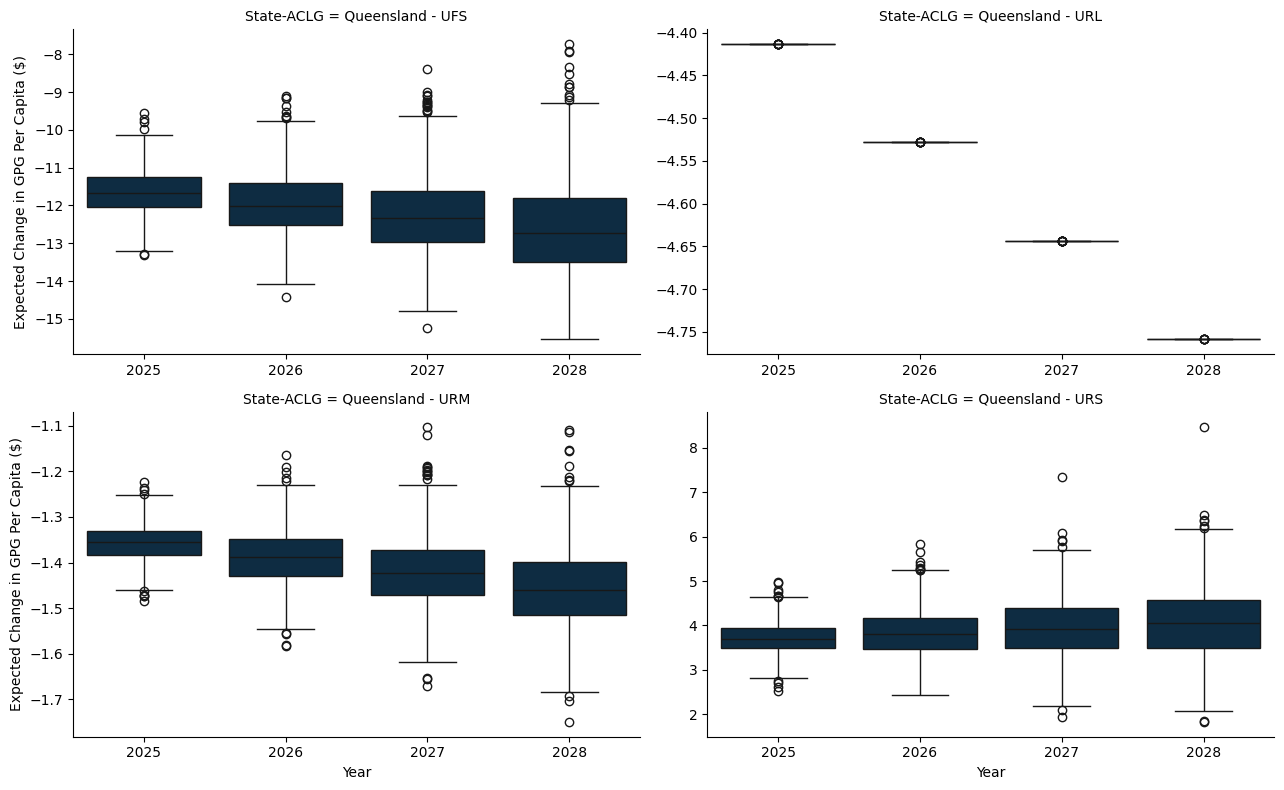 State-ACLG = Queensland - UFS
Expected Change in GPG Per Capita ($)
−8
−9
−10
−11
−12
−13
−14
−15
2025 2026 2027 2028
State-ACLG = Queensland - URL
−4.40
−4.45
−4.50
−4.55
−4.60
−4.65
−4.70
−4.75
2025 2026 2027 2028
State-ACLG = Queensland - URM
Expected Change in GPG Per Capita ($)
−1.1
−1.2
−1.3
−1.4
−1.5
−1.6
−1.7
2025 2026 2027 2028
Year
State-ACLG = Queensland - URS
8
7
6
5
4
3
2
2025 2026 2027 2028
Year